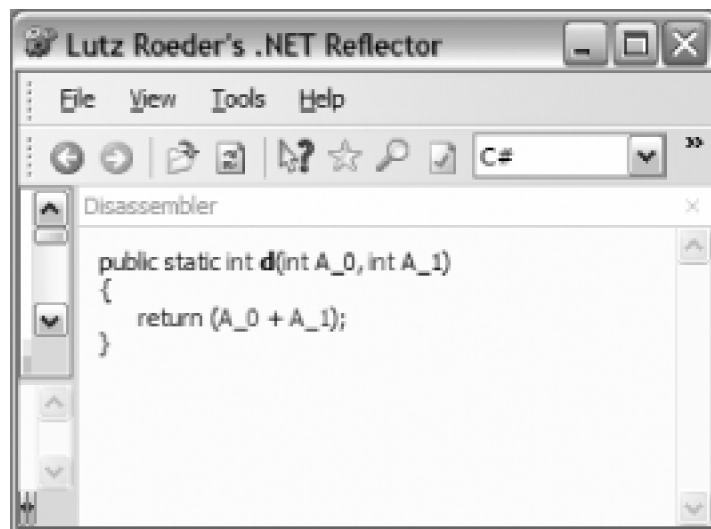 Lutz Roeder's .NET Reflector
File View Tools Help
C#
Disassembler
public static int d(int A_0, int A_1)
{
return (A_0 + A_1);
}